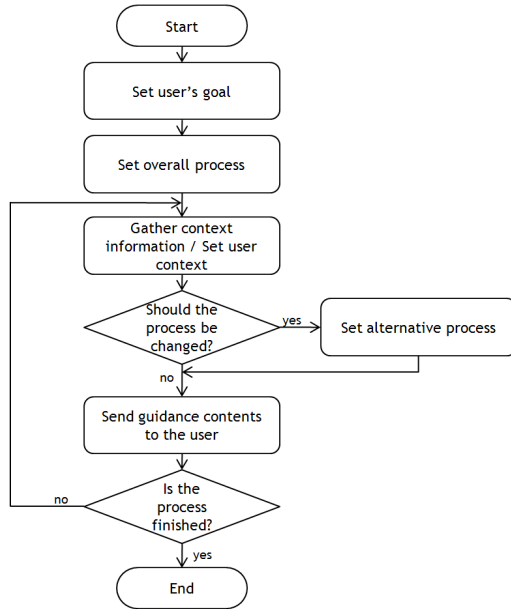 Start
Set user’s goal
Set overall process
Gather context
information / Set user
context
Should the
process be
changed?
yes
Set alternative process
no
Send guidance contents
to the user
Is the
process
finished?
no
yes
End